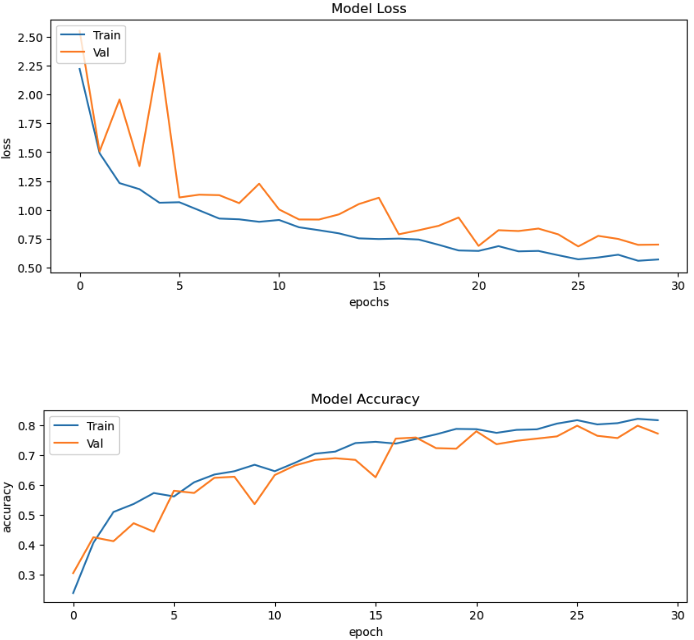 Model Loss
2.50
2.25
2.00
1.75
1.50
1.25
1.00
0.75
0.50
loss
Train
Val
0 5 10 15 20 25 30
epochs
Model Accuracy
0.8
0.7
0.6
0.5
0.4
0.3
accuracy
Train
Val
0 5 10 15 20 25 30
epoch